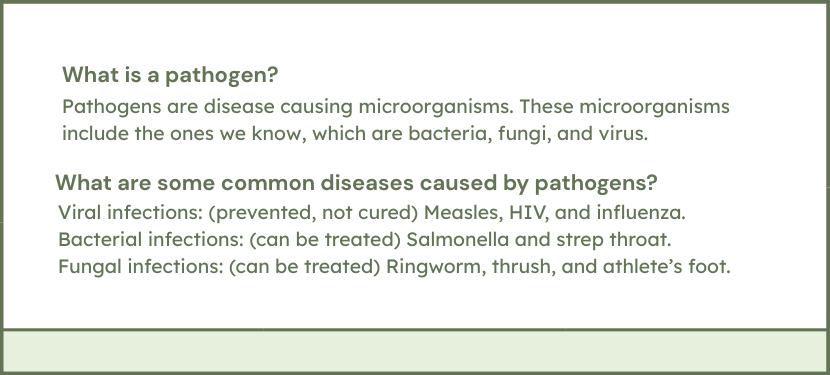 What is a pathogen?
Pathogens are disease causing microorganisms. These microorganisms
include the ones we know, which are bacteria, fungi, and virus.
What are some common diseases caused by pathogens?
Viral infections: (prevented, not cured) Measles, HIV, and influenza.
Bacterial infections: (can be treated) Salmonella and strep throat.
Fungal infections: (can be treated) Ringworm, thrush, and athlete’s foot.